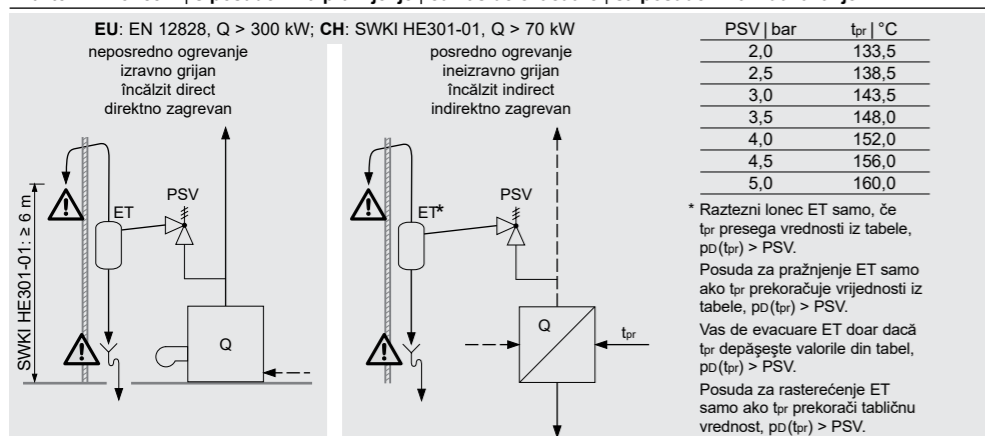 EU: EN 12828, Q > 300 kW; CH: SWKI HE301-01, Q > 70 kW
neposredno ogrevanje
izravno grijan
încălzit direct
direktno zagrevan
posredno ogrevanje
ineizravno grijan
încălzit indirect
indirektno zagrevan
SWKI HE301-01: ≥ 6 m
ET
PSV
Q
ET*
PSV
Q
tpr
PSV | bar tpr | °C
2,0 133,5
2,5 138,5
3,0 143,5
3,5 148,0
4,0 152,0
4,5 156,0
5,0 160,0
* Raztezni lonec ET samo, če
tpr presega vrednosti iz tabele,
pD(tpr) > PSV.
Posuda za pražnjenje ET samo
ako tpr prekoračuje vrijednosti iz
tabele, pD(tpr) > PSV.
Vas de evacuare ET doar dacă
tpr depăşeşte valorile din tabel,
pD(tpr) > PSV.
Posuda za rasterećenje ET
samo ako tpr prekorači tabličnu
vrednost, pD(tpr) > PSV.